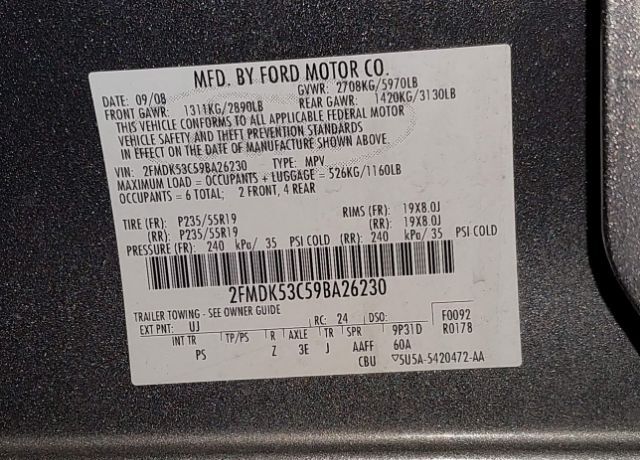 MFD. BY FORD MOTOR CO.
DATE: 09/08 GVWR: 2708KG/5970LB
FRONT GAWR: 1311KG/2890LB REAR GAWR: 1420KG/3130LB
THIS VEHICLE CONFORMS TO ALL APPLICABLE FEDERAL MOTOR
VEHICLE SAFETY AND THEFT PREVENTION STANDARDS
IN EFFECT ON THE DATE OF MANUFACTURE SHOWN ABOVE.
VIN: 2FMDK53C59BA26230 TYPE: MPV
MAXIMUM LOAD = OCCUPANTS + LUGGAGE = 526KG/1160LB
OCCUPANTS = 6 TOTAL; 2 FRONT, 4 REAR
TIRE (FR): P235/55R19 RIMS (FR): 19X8.0J
(RR): P235/55R19 (RR): 19X8.0J
PRESSURE (FR): 240 kPa/ 35 PSI COLD (RR): 240 kPa/ 35 PSI COLD
2FMDK53C59BA26230
TRAILER TOWING - SEE OWNER GUIDE
EXT PNT: UJ RC: 24 DSO: F0092
INT TR TP/PS R AXLE TR SPR 9P31D R0178
PS Z 3E J AAFF 60A
CBU 5U5A-5420472-AA